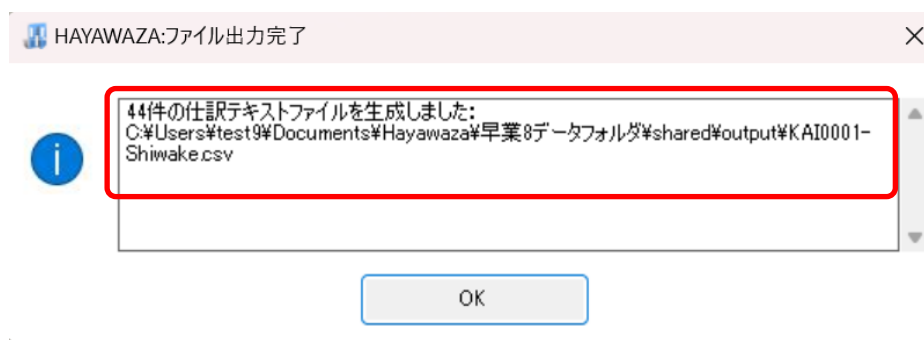 HAYAWAZA:ファイル出力完了
44件の仕訳テキストファイルを生成しました:
C:¥Users¥test9¥Documents¥Hayawaza¥早業8データフォルダ¥shared¥output¥KAI0001-
Shiwake.csv
OK